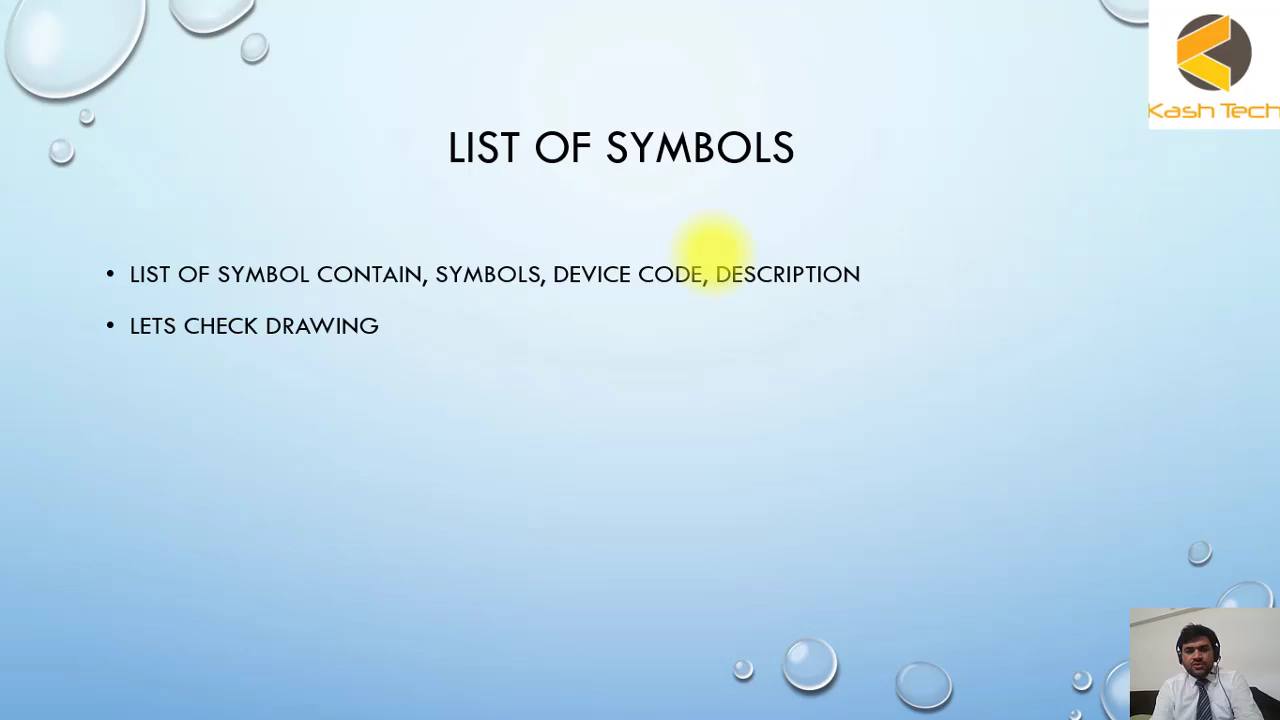 Kash Tech
LIST OF SYMBOLS
• LIST OF SYMBOL CONTAIN, SYMBOLS, DEVICE CODE, DESCRIPTION
• LETS CHECK DRAWING